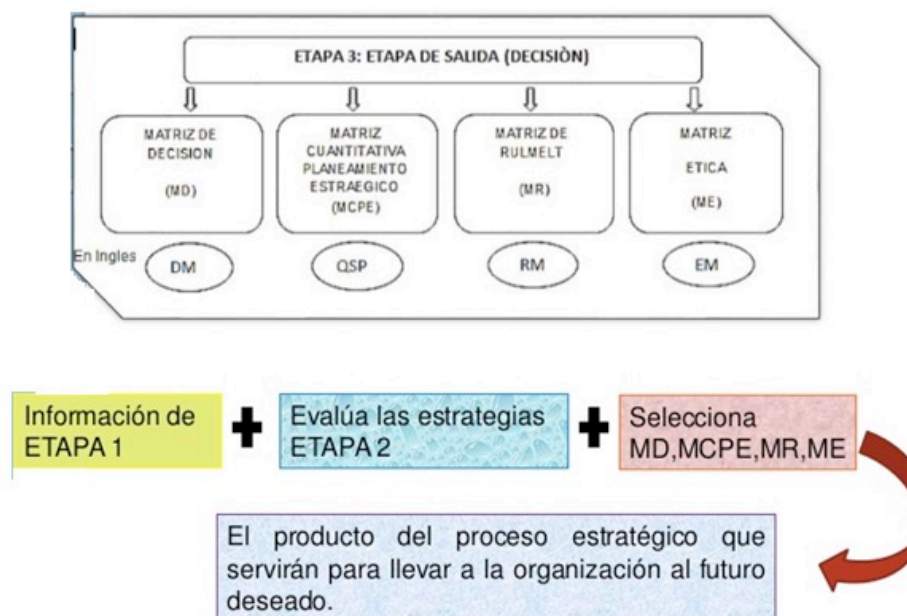 ETAPA 3: ETAPA DE SALIDA (DECISIÒN)
MATRIZ DE
DECISION
(MD)
MATRIZ
CUANTITATIVA
PLANEAMIENTO
ESTRAEGICO
(MCPE)
MATRIZ DE
RULMELT
(MR)
MATRIZ
ETICA
(ME)
En Ingles
DM
QSP
RM
EM
Información de
ETAPA 1
Evalúa las estrategias
ETAPA 2
Selecciona
MD,MCPE,MR,ME
El producto del proceso estratégico que
servirán para llevar a la organización al futuro
deseado.